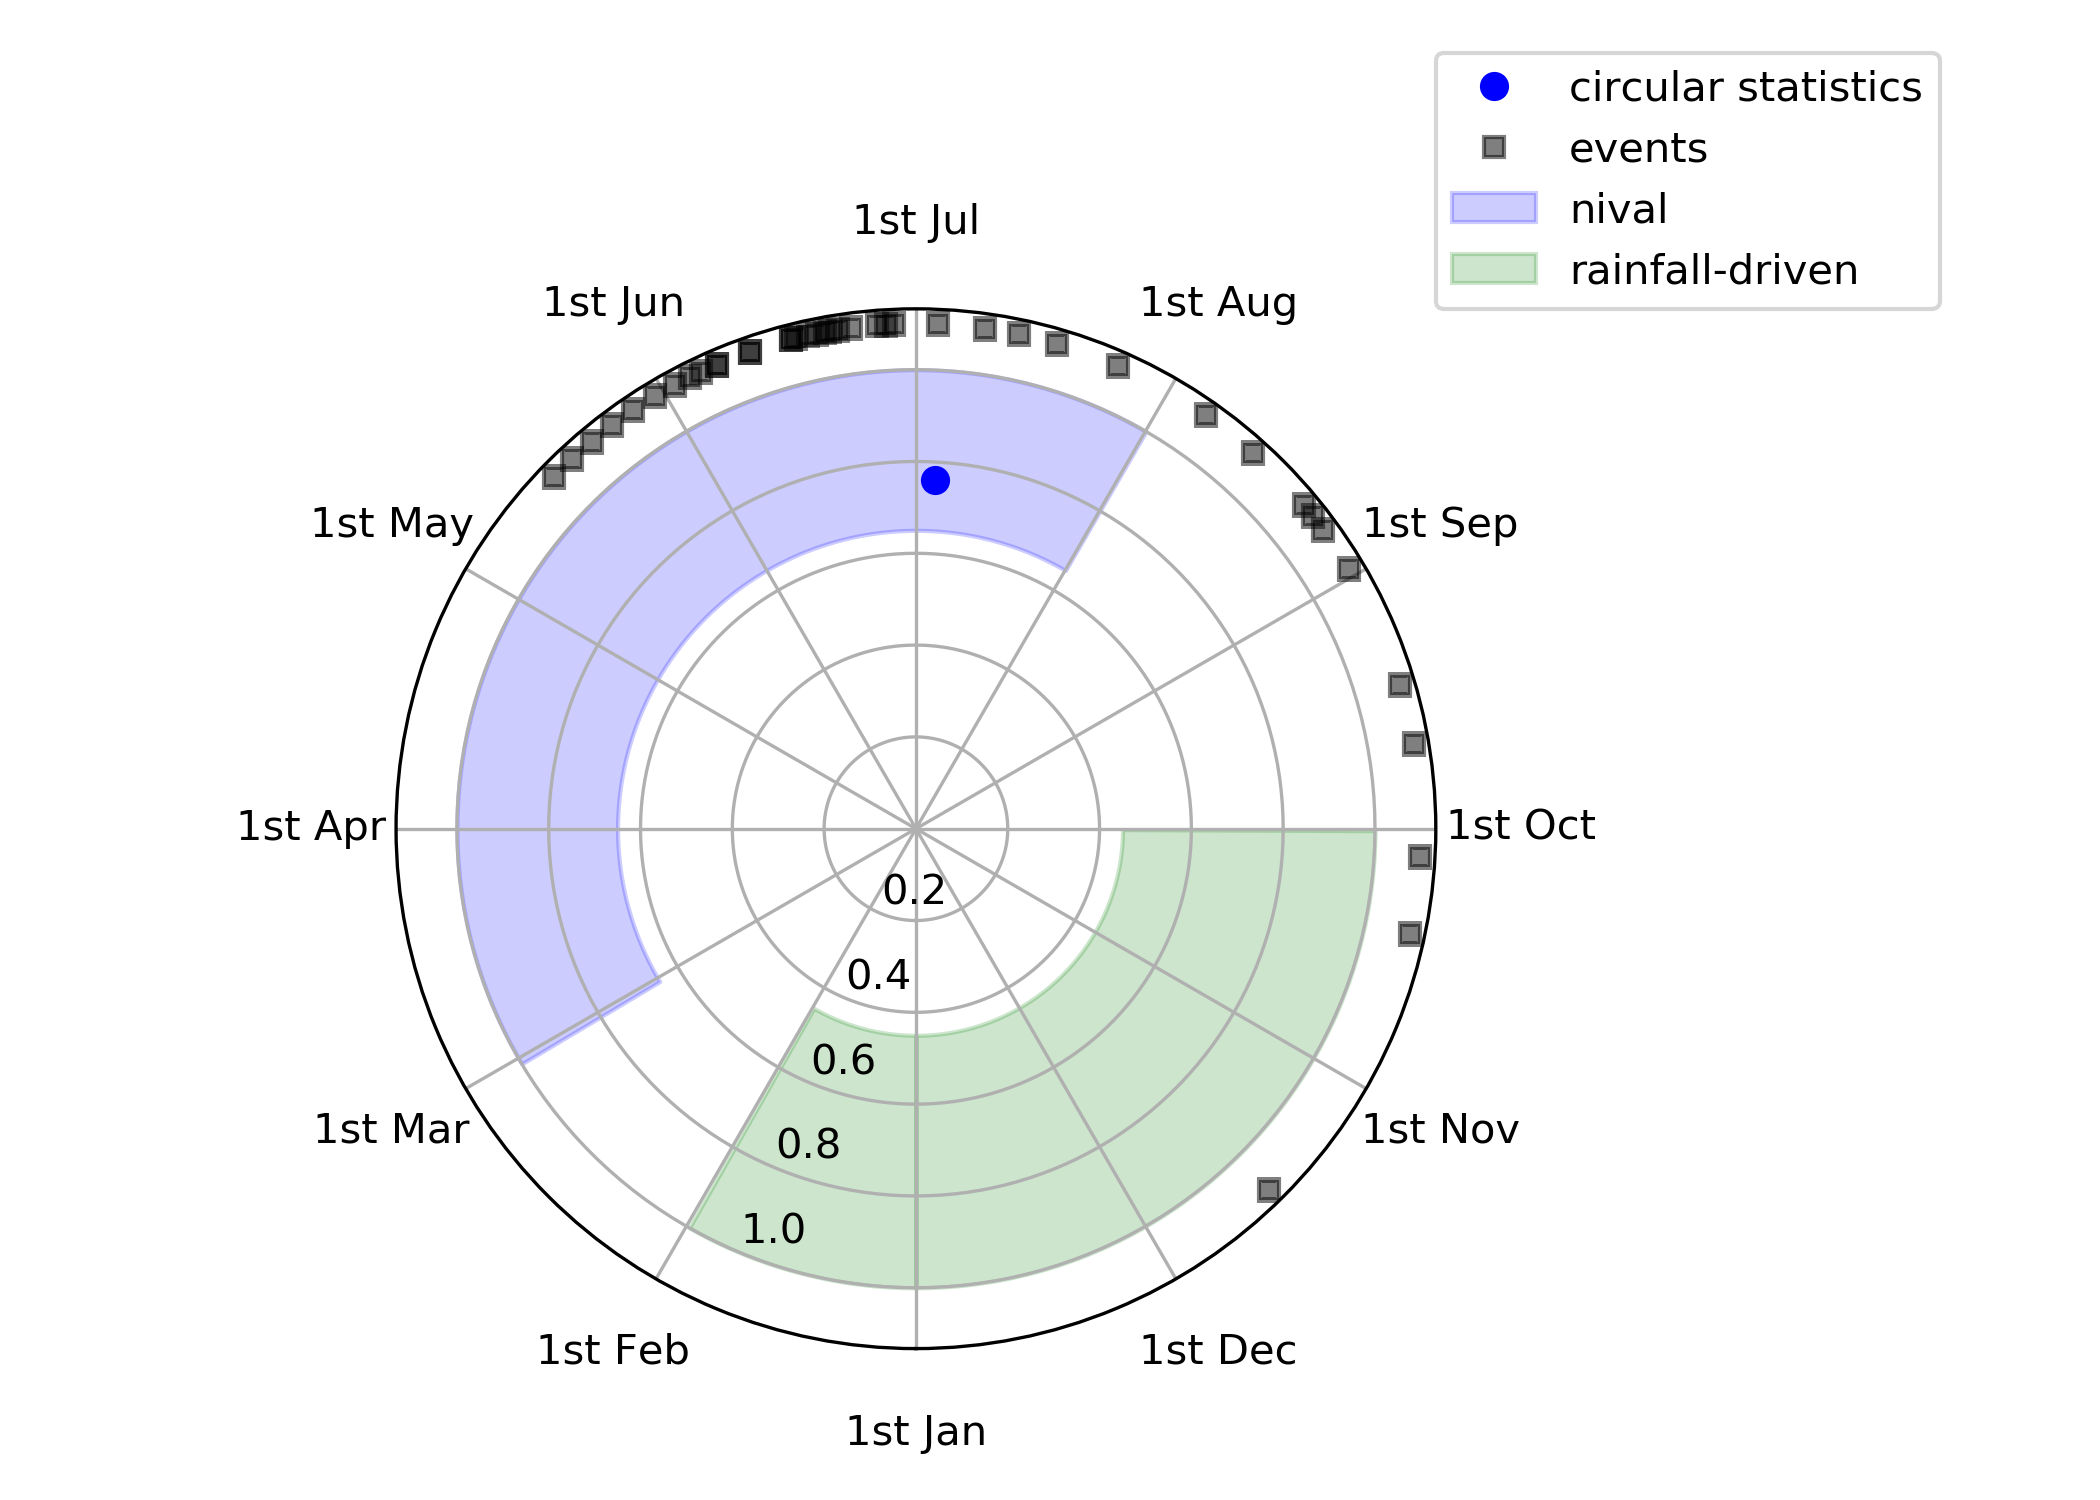 circular statistics
events
nival
rainfall-driven
1st Jul
1st Jun
1st Aug
1st May
1st Sep
1st Apr
1st Oct
0.2
0.4
0.6
1st Mar
1st Nov
0.8
1.0
1st Feb
1st Dec
1st Jan